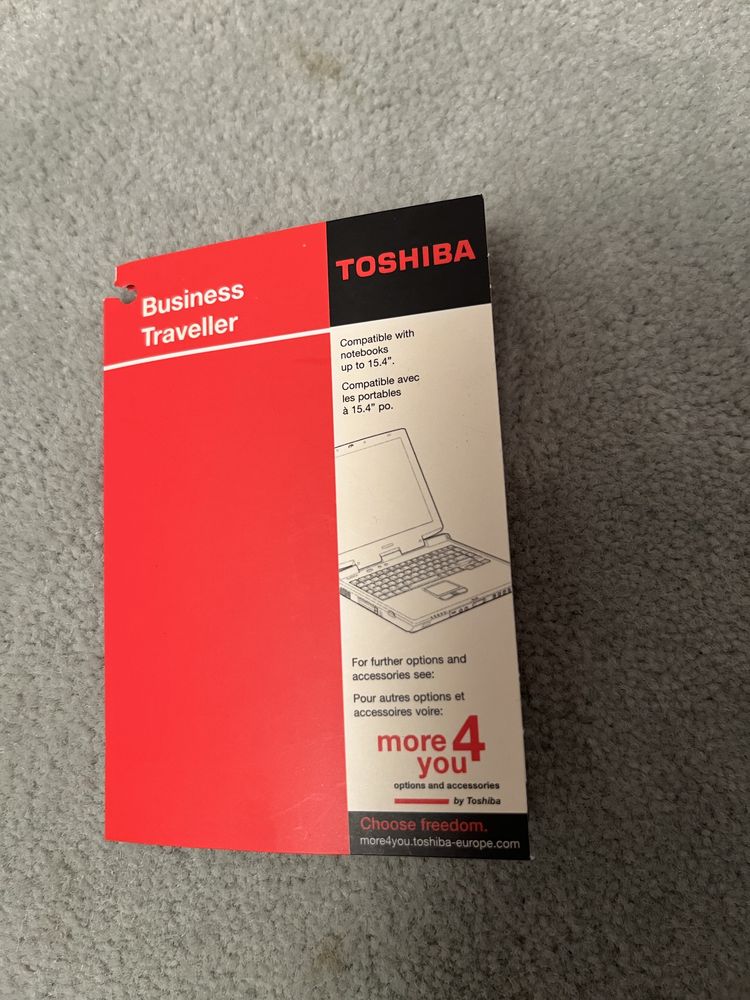 Business
Traveller
TOSHIBA
Compatible with
notebooks
up to 15.4”.
Compatible avec
les portables
à 15.4” po.
For further options and
accessories see:
Pour autres options et
accessoires voire:
more 4
you
options and accessories
by Toshiba
Choose freedom.
more4you.toshiba-europe.com